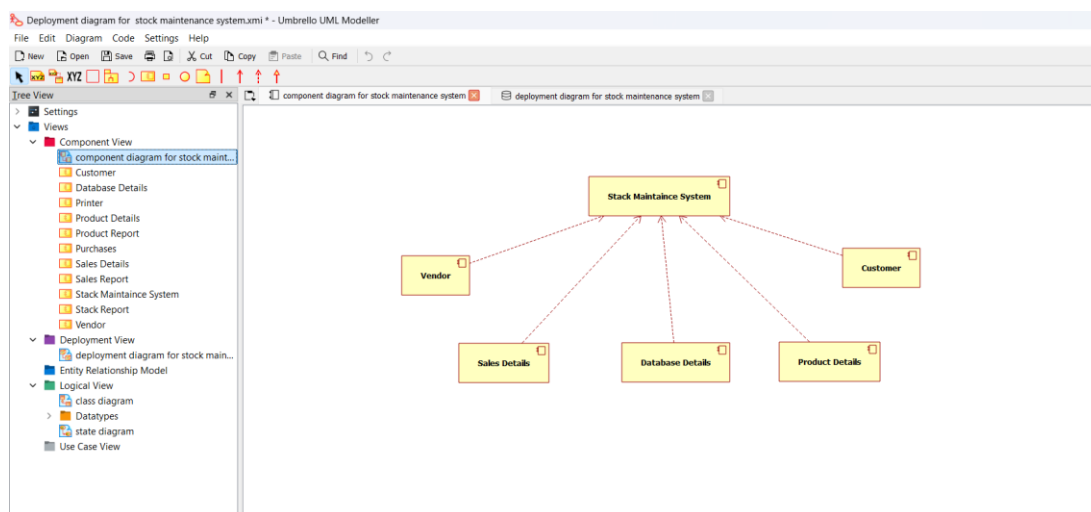 Deployment diagram for stock maintenance system.xmi * - Umbrello UML Modeller
File Edit Diagram Code Settings Help
New Open Save Cut Copy Paste Find
XYZ XYZ
Tree View
component diagram for stock maintenance system
deployment diagram for stock maintenance system
Settings
Views
Component View
component diagram for stock maint...
Customer
Database Details
Printer
Product Details
Product Report
Purchases
Sales Details
Sales Report
Stack Maintaince System
Stack Report
Vendor
Deployment View
deployment diagram for stock main...
Entity Relationship Model
Logical View
class diagram
Datatypes
state diagram
Use Case View
Stack Maintaince System
Vendor
Customer
Sales Details
Database Details
Product Details